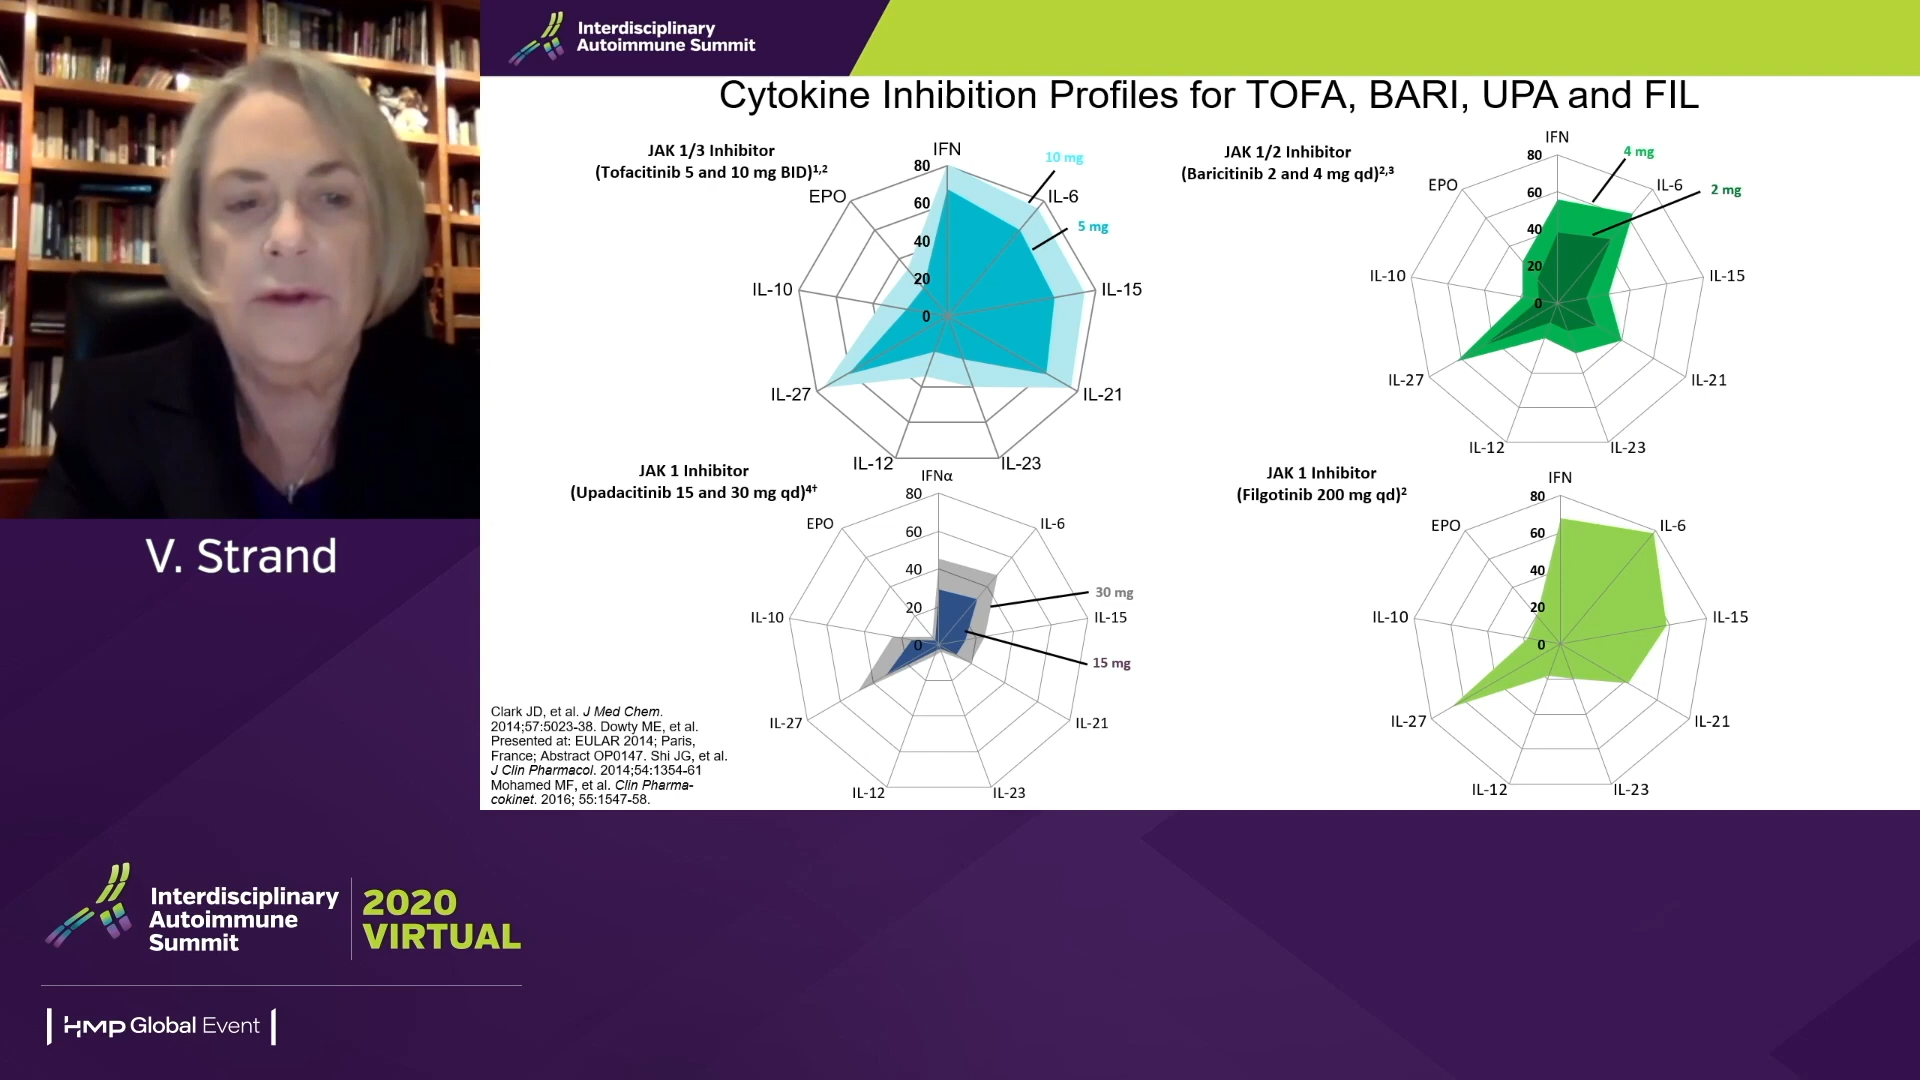 Interdisciplinary
Autoimmune Summit
Cytokine Inhibition Profiles for TOFA, BARI, UPA and FIL
JAK 1/3 Inhibitor
(Tofacitinib 5 and 10 mg BID)1,2
IFN
80
60
40
20
0
10 mg
5 mg
IL-6
IL-15
IL-21
IL-23
IL-12
IL-27
IL-10
EPO
JAK 1/2 Inhibitor
(Baricitinib 2 and 4 mg qd)2,3
IFN
80
60
40
20
0
4 mg
2 mg
IL-6
IL-15
IL-21
IL-23
IL-12
IL-27
IL-10
EPO
JAK 1 Inhibitor
(Upadacitinib 15 and 30 mg qd)4†
IFNα
80
60
40
20
0
30 mg
15 mg
IL-6
IL-15
IL-21
IL-23
IL-12
IL-27
IL-10
EPO
JAK 1 Inhibitor
(Filgotinib 200 mg qd)2
IFN
80
60
40
20
0
IL-6
IL-15
IL-21
IL-23
IL-12
IL-27
IL-10
EPO
Clark JD, et al. J Med Chem.
2014;57:5023-38. Dowty ME, et al.
Presented at: EULAR 2014; Paris,
France; Abstract OP0147. Shi JG, et al.
J Clin Pharmacol. 2014;54:1354-61
Mohamed MF, et al. Clin Pharma-
cokinet. 2016; 55:1547-58.
V. Strand
Interdisciplinary
Autoimmune
Summit
2020
VIRTUAL
HMP Global Event